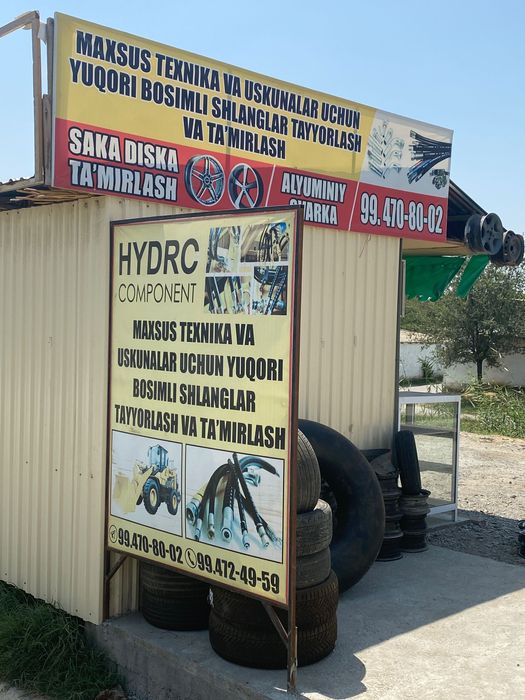 MAXSUS TEXNIKA VA USKUNALAR UCHUN
YUQORI BOSIMLI SHLANGLAR TAYYORLASH
VA TA'MIRLASH
SAKA DISKA
TA'MIRLASH
ALYUMINIY
99.470-80-02
HYDRC
COMPONENT
MAXSUS TEXNIKA VA
USKUNALAR UCHUN YUQORI
BOSIMLI SHLANGLAR
TAYYORLASH VA TA'MIRLASH
99.470-80-02
99.472-49-59